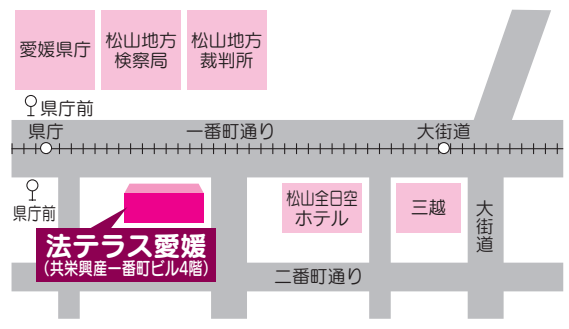 愛媛県庁
松山地方
検察局
松山地方
裁判所
県庁前
県庁
一番町通り
大街道
県庁前
松山全日空
ホテル
三越
大街道
法テラス愛媛
(共栄興産一番町ビル4階)
二番町通り